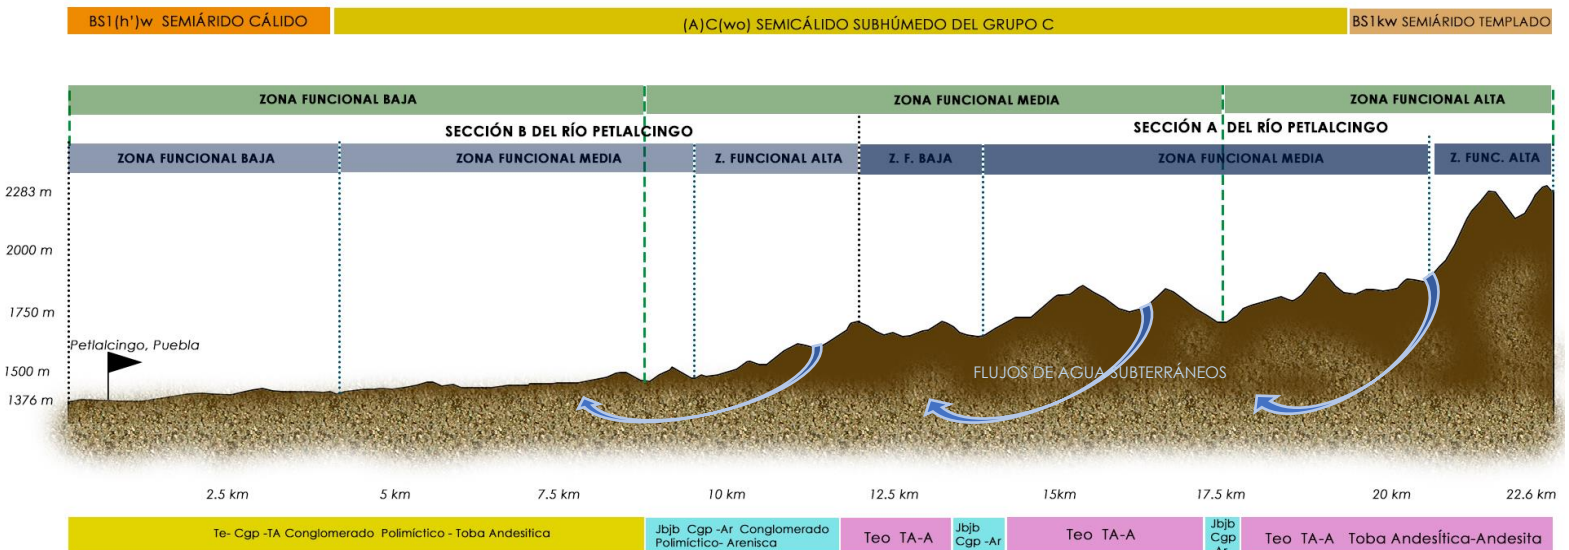 BS1(h’)w SEMIÁRIDO CÁLIDO
(A)C(wo) SEMICÁLIDO SUBHÚMEDO DEL GRUPO C
BS1kw SEMIÁRIDO TEMPLADO
ZONA FUNCIONAL BAJA
ZONA FUNCIONAL MEDIA
ZONA FUNCIONAL ALTA
SECCIÓN B DEL RÍO PETLALCINGO
SECCIÓN A DEL RÍO PETLALCINGO
ZONA FUNCIONAL BAJA
ZONA FUNCIONAL MEDIA
Z. FUNCIONAL ALTA
Z. F. BAJA
ZONA FUNCIONAL MEDIA
Z. FUNC. ALTA
2283 m
2000 m
1750 m
Petlalcingo, Puebla
1500 m
1376 m
FLUJOS DE AGUA SUBTERRÁNEOS
2.5 km
5 km
7.5 km
10 km
12.5 km
15km
17.5 km
20 km
22.6 km
Te- Cgp -TA Conglomerado Polimíctico - Toba Andesitica
Jbjb Cgp -Ar Conglomerado
Polimíctico- Arenisca
Teo TA-A
Jbjb
Cgp -Ar
Teo TA-A
Jbjb
Cgp
Ar
Teo TA-A Toba AndesÍtica-Andesita